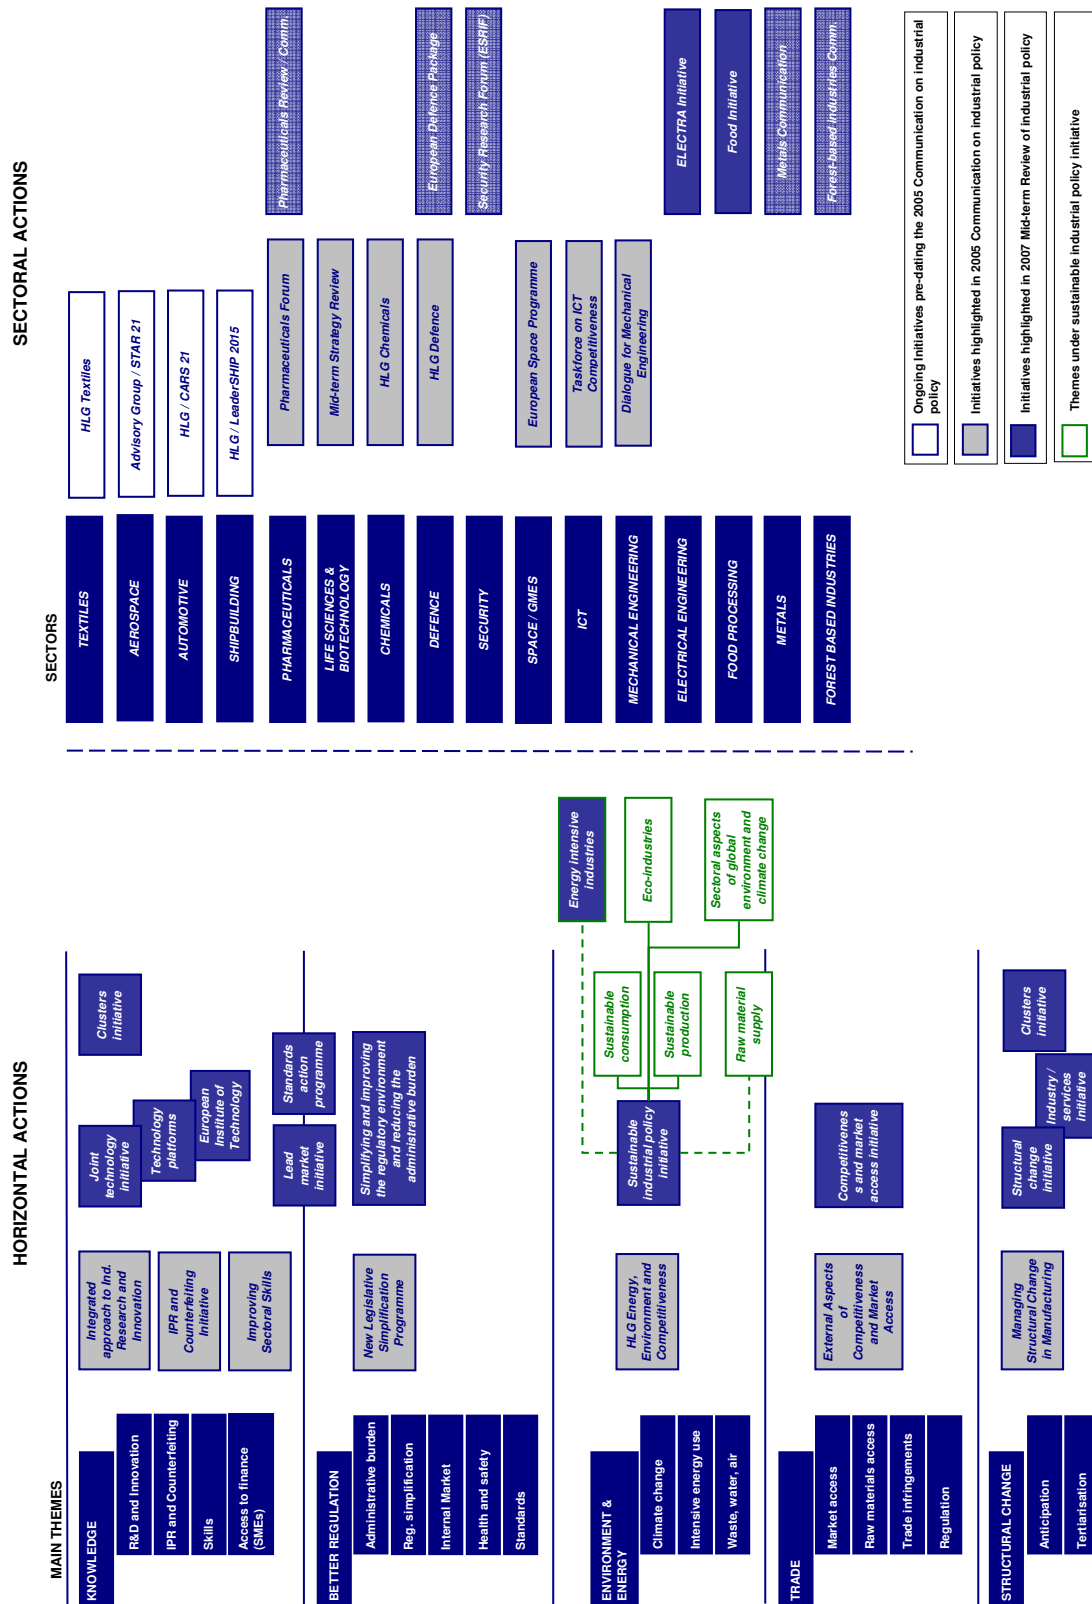 HORIZONTAL ACTIONS
SECTORAL ACTIONS
MAIN THEMES
KNOWLEDGE
R&D and Innovation
IPR and Counterfeiting
Skills
Access to finance
(SMEs)
Integrated
approach to Ind.
Research and
Innovation
IPR and
Counterfeiting
Initiative
Improving
Sectoral Skills
Joint
technology
initiative
Technology
platforms
European
Institute of
Technology
Clusters
initiative
Lead
market
initiative
Standards
action
programme
BETTER REGULATION
Administrative burden
Reg. simplification
Internal Market
Health and safety
Standards
New Legislative
Simplification
Programme
Simplifying and improving
the regulatory environment
and reducing the
administrative burden
ENVIRONMENT &
ENERGY
Climate change
Intensive energy use
Waste, water, air
HLG Energy,
Environment and
Competitiveness
Sustainable
industrial policy
initiative
Sustainable
consumption
Sustainable
production
Raw material
supply
Energy intensive
industries
Eco-industries
Sectoral aspects
of global
environment and
climate change
TRADE
Market access
Raw materials access
Trade infringements
Regulation
External Aspects
of
Competitiveness
and Market
Access
Competitivenes
s and market
access initiative
STRUCTURAL CHANGE
Anticipation
Tertiarisation
Managing
Structural Change
in Manufacturing
Structural
change
initiative
Industry /
services
initiative
Clusters
initiative
SECTORS
TEXTILES
HLG Textiles
AEROSPACE
Advisory Group / STAR 21
AUTOMOTIVE
HLG / CARS 21
SHIPBUILDING
HLG / LeaderSHIP 2015
PHARMACEUTICALS
Pharmaceuticals Forum
Pharmaceuticals Review / Comm.
LIFE SCIENCES &
BIOTECHNOLOGY
Mid-term Strategy Review
CHEMICALS
HLG Chemicals
DEFENCE
HLG Defence
European Defence Package
SECURITY
Security Research Forum (ESRIF)
SPACE / GMES
European Space Programme
ICT
Taskforce on ICT
Competitiveness
MECHANICAL ENGINEERING
Dialogue for Mechanical
Engineering
ELECTRICAL ENGINEERING
ELECTRA Initiative
FOOD PROCESSING
Food Initiative
METALS
Metals Communication
FOREST BASED INDUSTRIES
Forest-based Industries Comm.
Ongoing Initiatives pre-dating the 2005 Communication on industrial
policy
Initiatives highlighted in 2005 Communication on industrial policy
Initiatives highlighted in 2007 Mid-term Review of industrial policy
Themes under sustainable industrial policy initiative